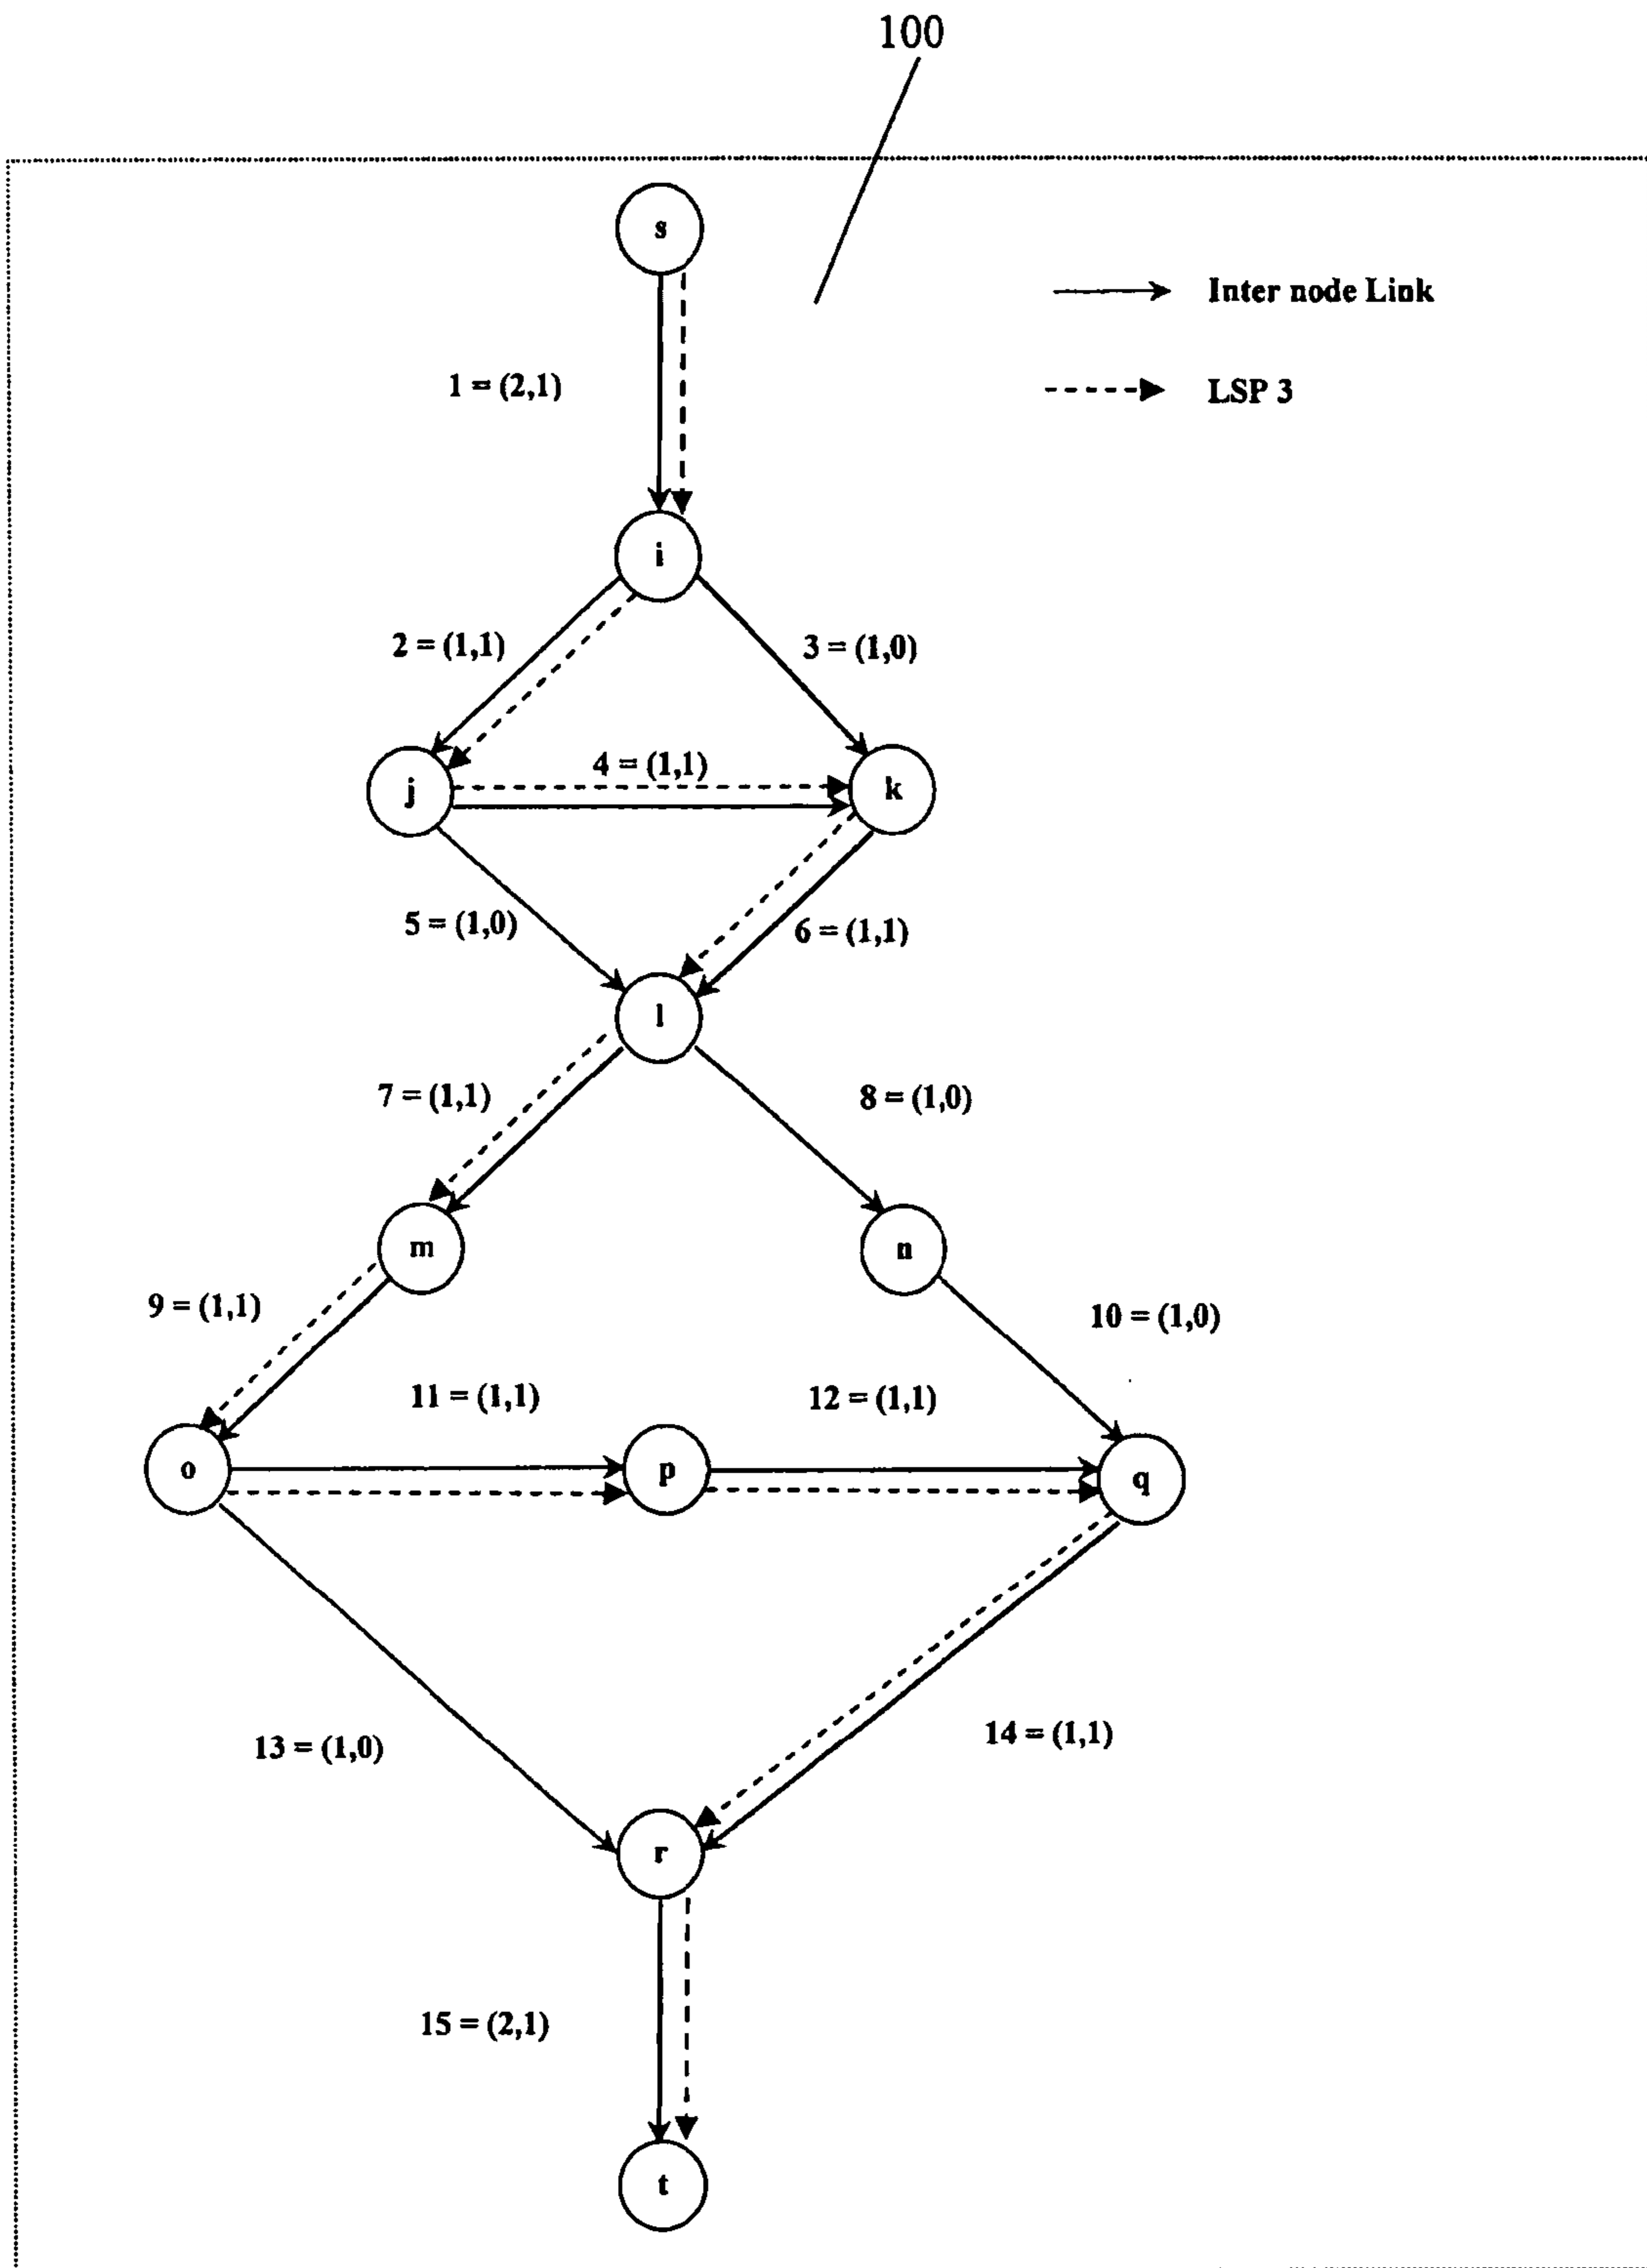 100
s
Inter node Link
1 = (2,1)
LSP 3
i
2 = (1,1)
3 = (1,0)
4 = (1,1)
j
k
5 = (1,0)
6 = (1,1)
l
7 = (1,1)
8 = (1,0)
m
n
9 = (1,1)
10 = (1,0)
11 = (1,1)
12 = (1,1)
o
p
q
13 = (1,0)
14 = (1,1)
r
15 = (2,1)
t